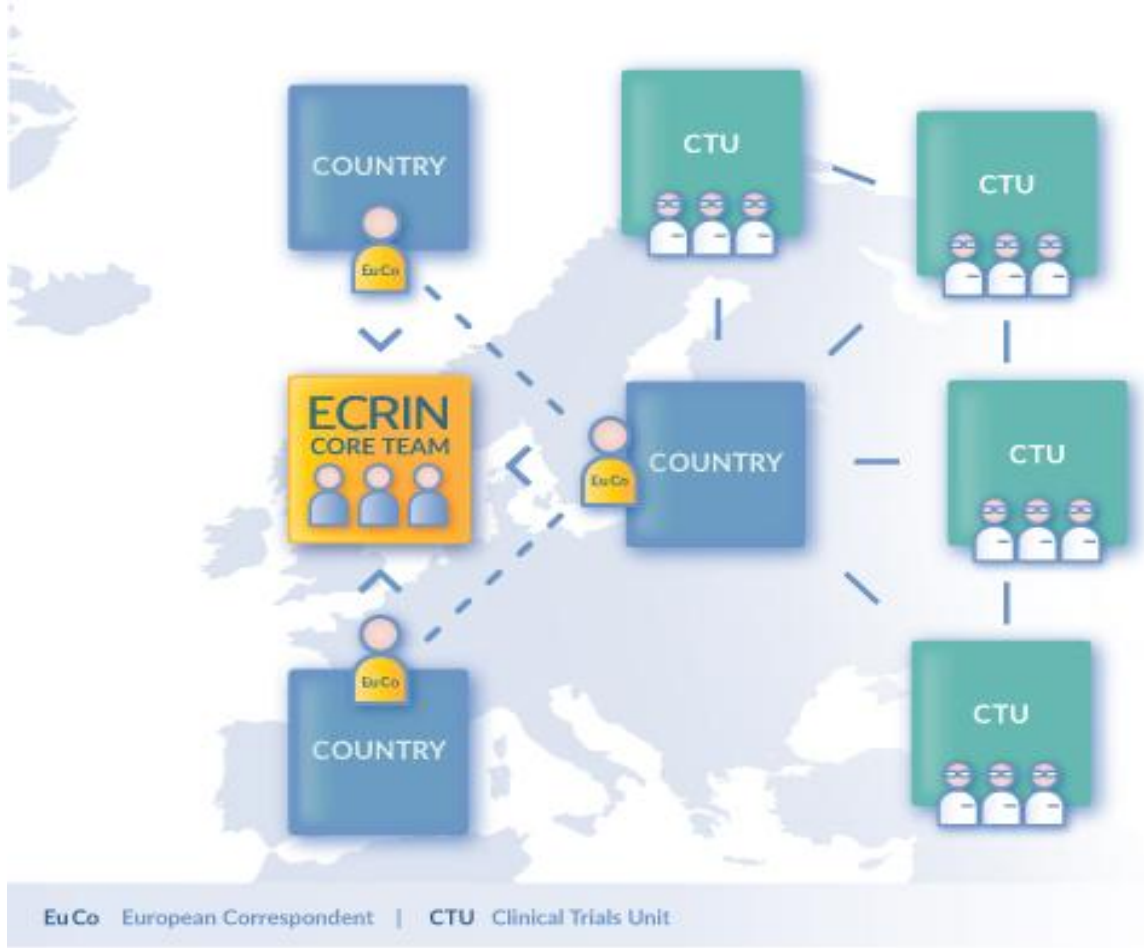 COUNTRY
EuCo
CTU
CTU
ECRIN
CORE TEAM
EuCo
COUNTRY
CTU
EuCo
COUNTRY
CTU
EuCo European Correspondent | CTU Clinical Trials Unit